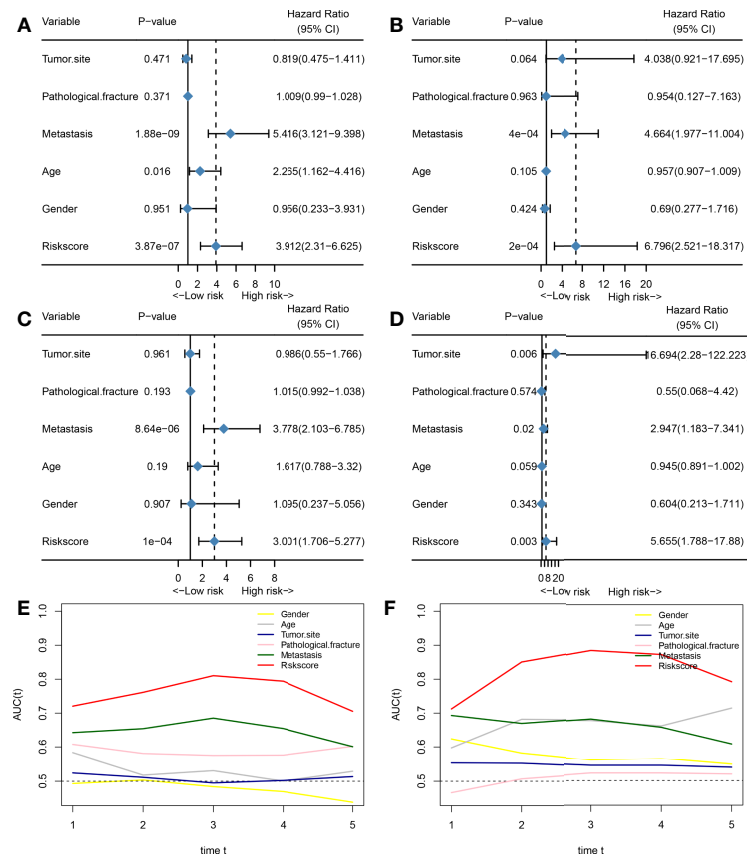 A
Variable P-value Hazard Ratio
(95% CI)
Tumor.site 0.471 0.819(0.475-1.411)
Pathological.fracture 0.371 1.009(0.99-1.028)
Metastasis 1.88e-09 5.416(3.121-9.398)
Age 0.016 2.265(1.162-4.416)
Gender 0.951 0.956(0.233-3.931)
Riskscore 3.87e-07 3.912(2.31-6.625)
0 2 4 6 8 10
<-Low risk High risk->
B
Variable P-value Hazard Ratio
(95% CI)
Tumor.site 0.064 4.038(0.921-17.695)
Pathological.fracture 0.963 0.954(0.127-7.163)
Metastasis 4e-04 4.664(1.977-11.004)
Age 0.105 0.957(0.907-1.009)
Gender 0.424 0.69(0.277-1.716)
Riskscore 2e-04 6.796(2.521-18.317)
0 4 8 12 16 20
<-Low risk High risk->
C
Variable P-value Hazard Ratio
(95% CI)
Tumor.site 0.961 0.986(0.55-1.766)
Pathological.fracture 0.193 1.015(0.992-1.038)
Metastasis 8.64e-06 3.778(2.103-6.785)
Age 0.19 1.617(0.788-3.32)
Gender 0.907 1.095(0.237-5.056)
Riskscore 1e-04 3.001(1.706-5.277)
0 2 4 6 8
<-Low risk High risk->
D
Variable P-value Hazard Ratio
(95% CI)
Tumor.site 0.006 16.694(2.28-122.223
Pathological.fracture 0.574 0.55(0.068-4.42)
Metastasis 0.02 2.947(1.183-7.341)
Age 0.059 0.945(0.891-1.002)
Gender 0.343 0.604(0.213-1.711)
Riskscore 0.003 5.655(1.788-17.88)
0 8 20
<-Low risk High risk->
E
AUC(t)
1.0
0.9
0.8
0.7
0.6
0.5
Gender
Age
Tumor.site
Pathological.fracture
Metastasis
Rskscore
1 2 3 4 5
time t
F
AUC(t)
1.0
0.9
0.8
0.7
0.6
0.5
Gender
Age
Tumor.site
Pathological.fracture
Metastasis
Riskscore
1 2 3 4 5
time t